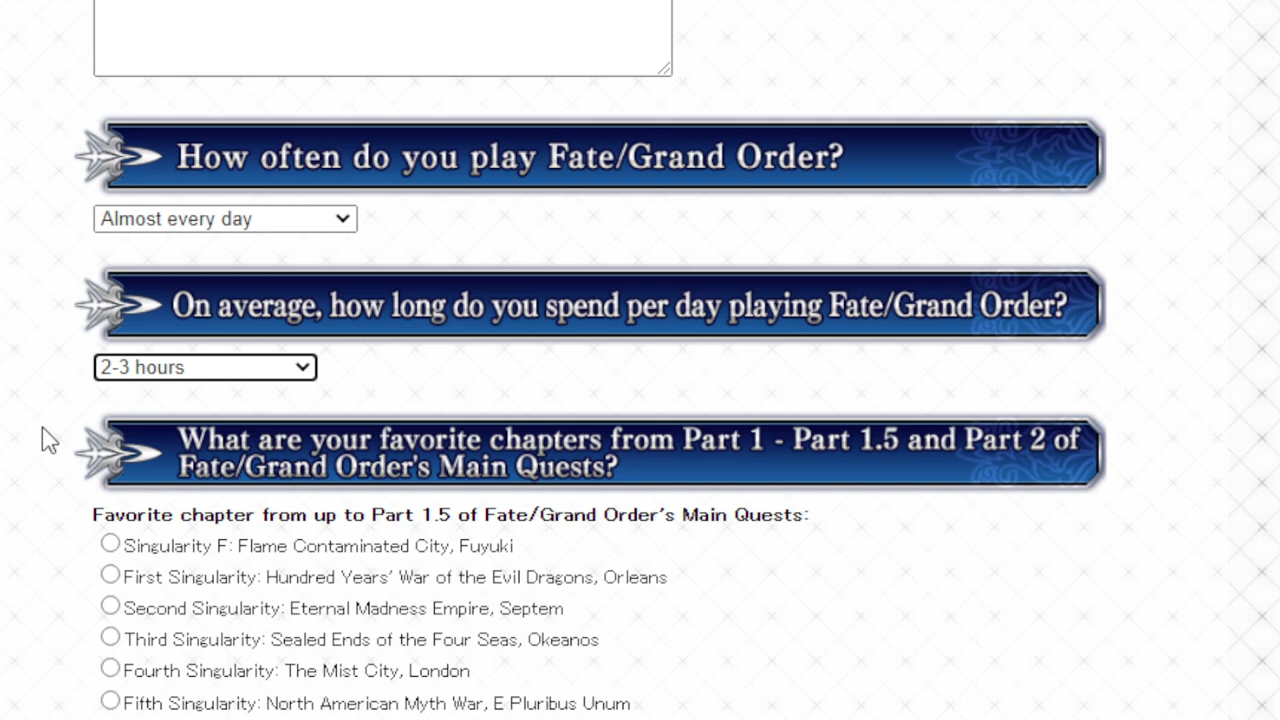 How often do you play Fate/Grand Order?
Almost every day
On average, how long do you spend per day playing Fate/Grand Order?
2-3 hours
What are your favorite chapters from Part 1 - Part 1.5 and Part 2 of
Fate/Grand Order's Main Quests?
Favorite chapter from up to Part 1.5 of Fate/Grand Order's Main Quests:
Singularity F: Flame Contaminated City, Fuyuki
First Singularity: Hundred Years' War of the Evil Dragons, Orleans
Second Singularity: Eternal Madness Empire, Septem
Third Singularity: Sealed Ends of the Four Seas, Okeanos
Fourth Singularity: The Mist City, London
Fifth Singularity: North American Myth War, E Pluribus Unum